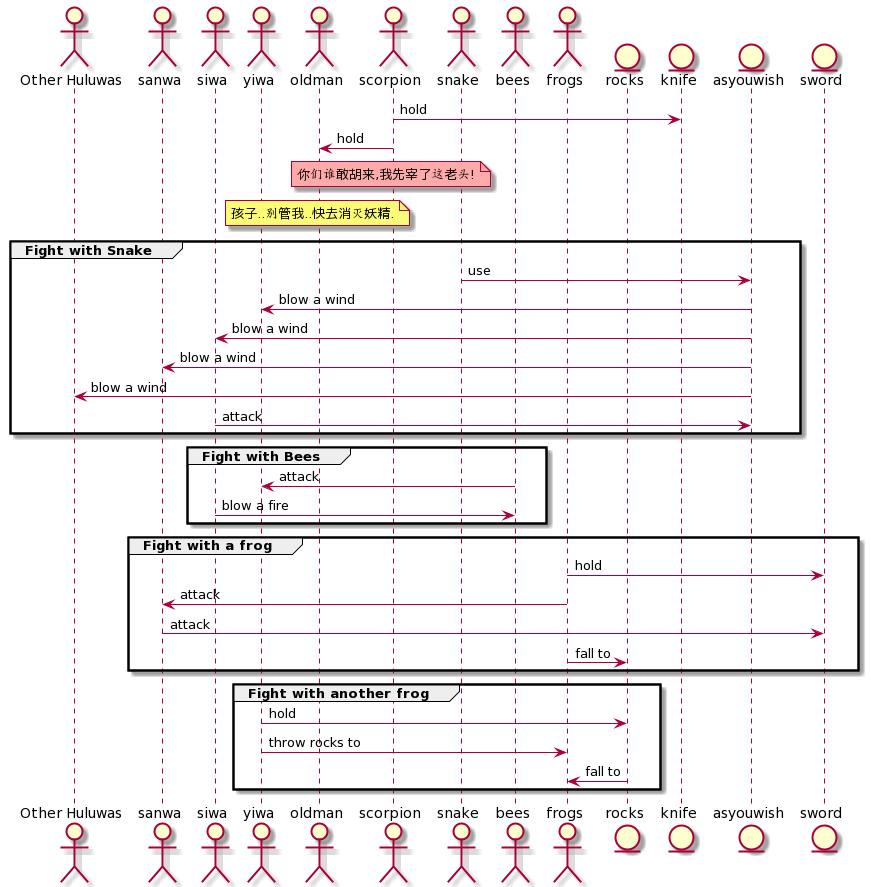 Other Huluwas sanwa siwa yiwa oldman scorpion snake bees frogs rocks knife asyouwish sword
hold
hold
你们谁敢胡来,我先宰了这老头!
孩子..别管我..快去消灭妖精.
Fight with Snake
use
blow a wind
blow a wind
blow a wind
blow a wind
attack
Fight with Bees
attack
blow a fire
Fight with a frog
hold
attack
attack
fall to
Fight with another frog
hold
throw rocks to
fall to
Other Huluwas sanwa siwa yiwa oldman scorpion snake bees frogs rocks knife asyouwish sword